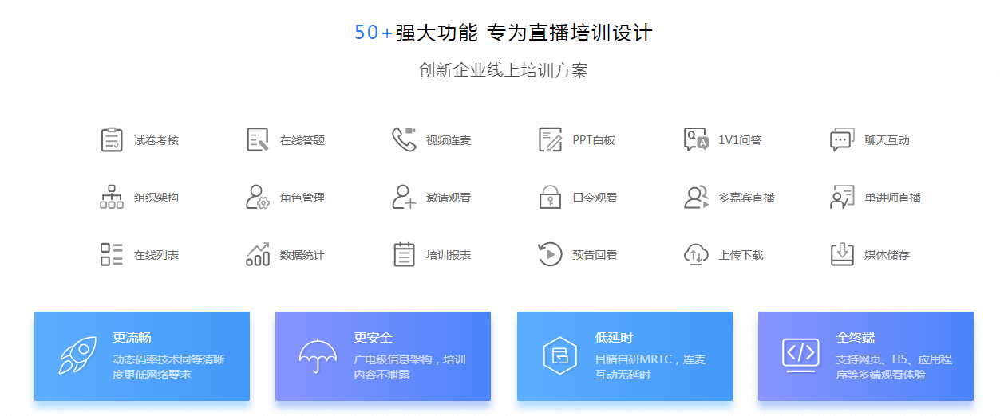 50+强大功能 专为直播培训设计
创新企业线上培训方案
试卷考核 在线答题 视频连麦 PPT白板 1V1问答 聊天互动
组织架构 角色管理 邀请观看 口令观看 多嘉宾直播 单讲师直播
在线列表 数据统计 培训报表 预告回看 上传下载 媒体储存
更流畅
动态码率技术同等清晰
度更低网络要求
更安全
广电级信息架构，培训
内容不泄露
低延时
目睹自研MRTC，连麦
互动无延时
全终端
支持网页、H5、应用程
序等多端观看体验